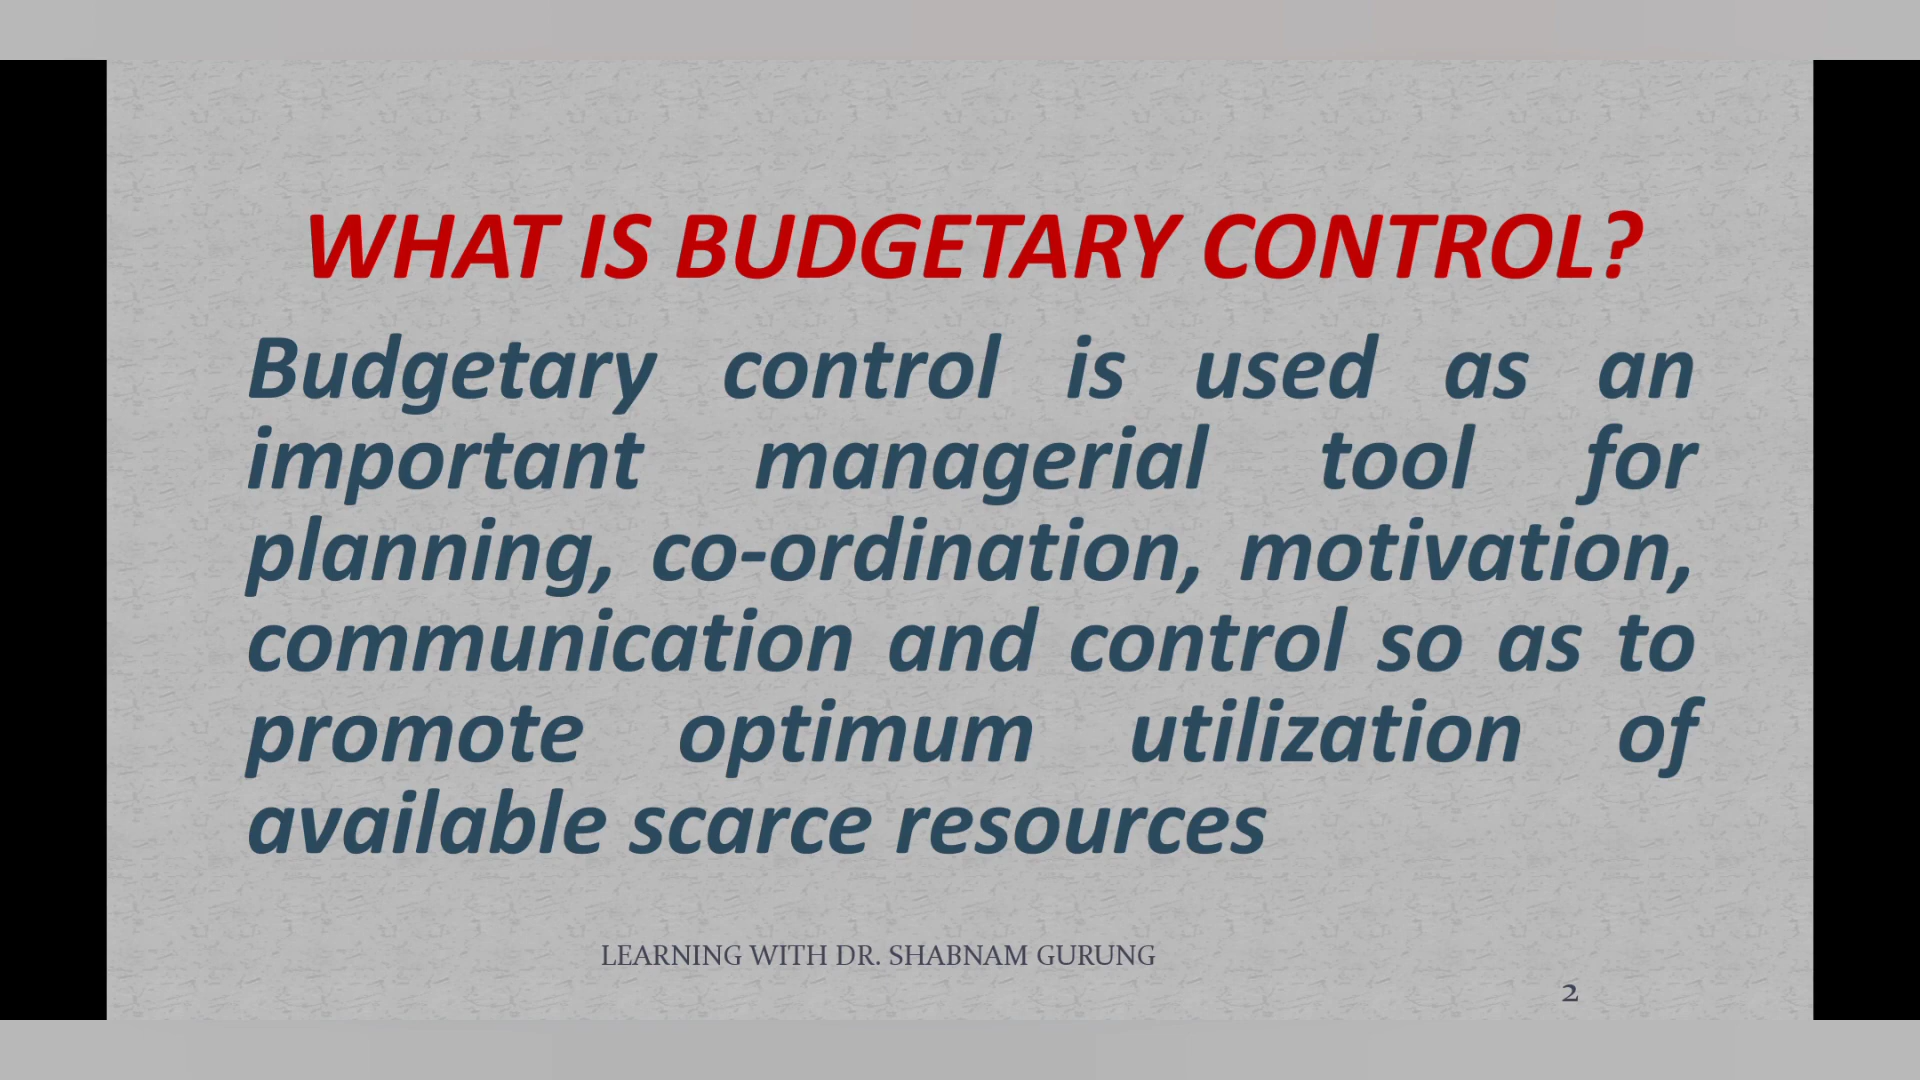 WHAT IS BUDGETARY CONTROL?
Budgetary control is used as an
important managerial tool for
planning, co-ordination, motivation,
communication and control so as to
promote optimum utilization of
available scarce resources
LEARNING WITH DR. SHABNAM GURUNG
2